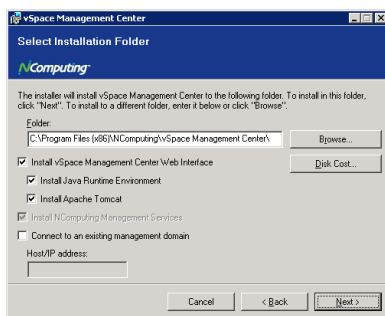 vSpace Management Center
Select Installation Folder
NComputing
The installer will install vSpace Management Center to the following folder. To install in this folder,
click "Next". To install to a different folder, enter it below or click "Browse".
Folder:
C:\Program Files (x86)\NComputing\vSpace Management Center\
Browse...
Install vSpace Management Center Web Interface
Disk Cost...
Install Java Runtime Environment
Install Apache Tomcat
Install NComputing Management Services
Connect to an existing management domain
Host/IP address:
Cancel
< Back
Next >